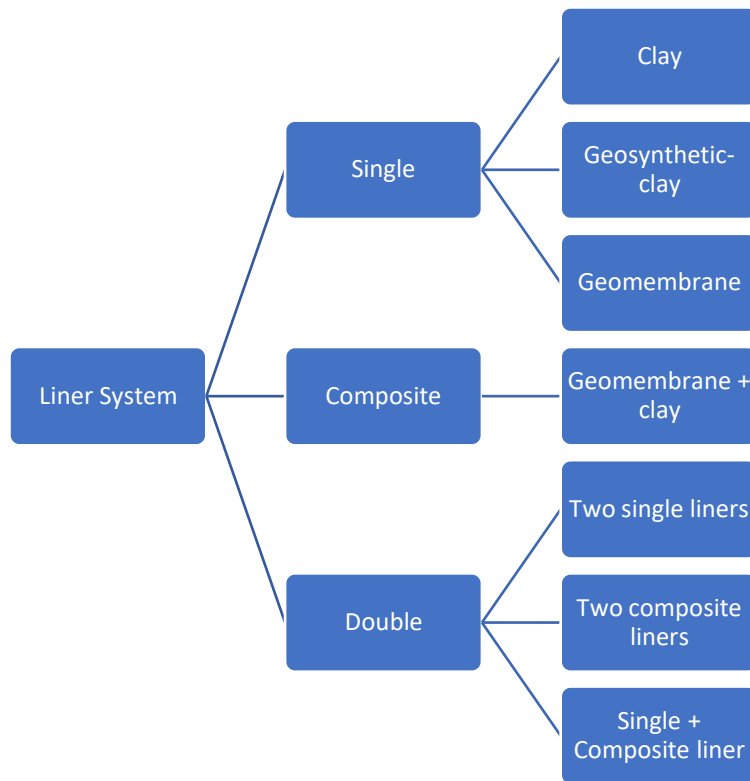 Clay
Single
Geosynthetic-
clay
Geomembrane
Liner System
Composite
Geomembrane +
clay
Two single liners
Double
Two composite
liners
Single +
Composite liner